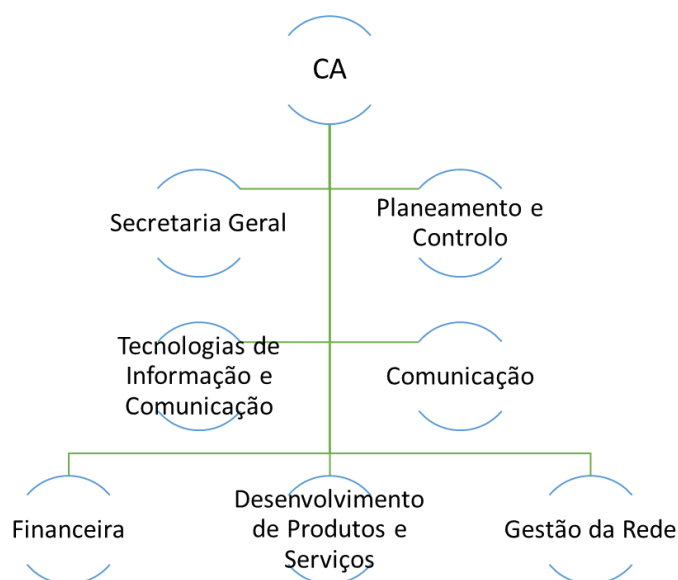 CA
Secretaria Geral
Planeamento e
Controlo
Tecnologias de
Informação e
Comunicação
Comunicação
Financeira
Desenvolvimento
de Produtos e
Serviços
Gestão da Rede